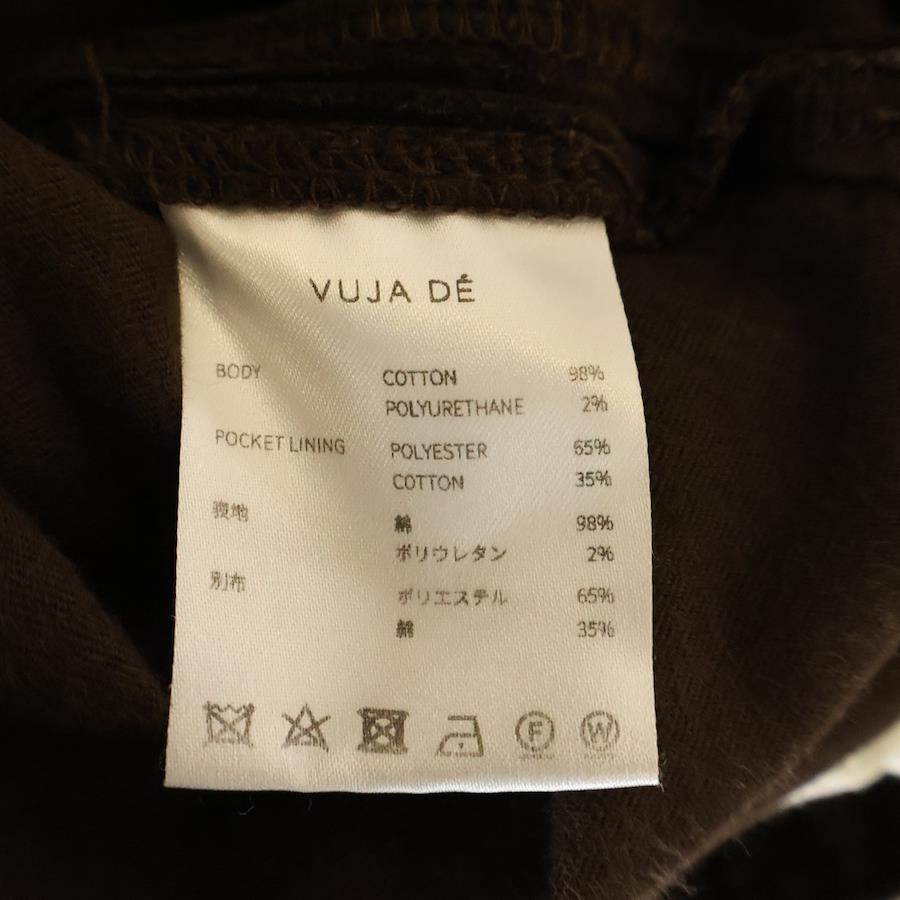 VUJA DÉ
BODY COTTON 98%
POLYURETHANE 2%
POCKET LINING POLYESTER 65%
COTTON 35%
表地 綿 98%
ポリウレタン 2%
別布 ポリエステル 65%
綿 35%
F W